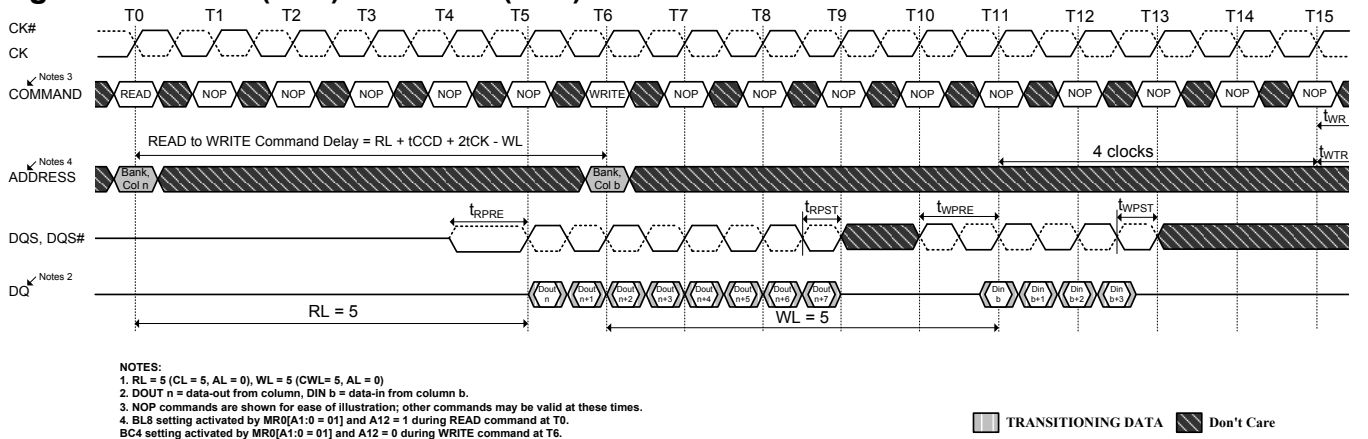 T0 T1 T2 T3 T4 T5 T6 T7 T8 T9 T10 T11 T12 T13 T14 T15
CK#
CK
Notes 3
COMMAND READ NOP NOP NOP NOP NOP WRITE NOP NOP NOP NOP NOP NOP NOP NOP NOP
tWR
READ to WRITE Command Delay = RL + tCCD + 2tCK - WL
4 clocks
tWTR
Notes 4
ADDRESS
Bank, Col n
Bank, Col b
tRPRE tRPST tWPRE tWPST
DQS, DQS#
Notes 2
DQ
Dout n Dout n+1 Dout n+2 Dout n+3 Dout n+4 Dout n+5 Dout n+6 Dout n+7 Din b Din b+1 Din b+2 Din b+3
RL = 5 WL = 5
NOTES:
1. RL = 5 (CL = 5, AL = 0), WL = 5 (CWL= 5, AL = 0)
2. DOUT n = data-out from column, DIN b = data-in from column b.
3. NOP commands are shown for ease of illustration; other commands may be valid at these times.
4. BL8 setting activated by MR0[A1:0 = 01] and A12 = 1 during READ command at T0.
BC4 setting activated by MR0[A1:0 = 01] and A12 = 0 during WRITE command at T6.
TRANSITIONING DATA Don't Care